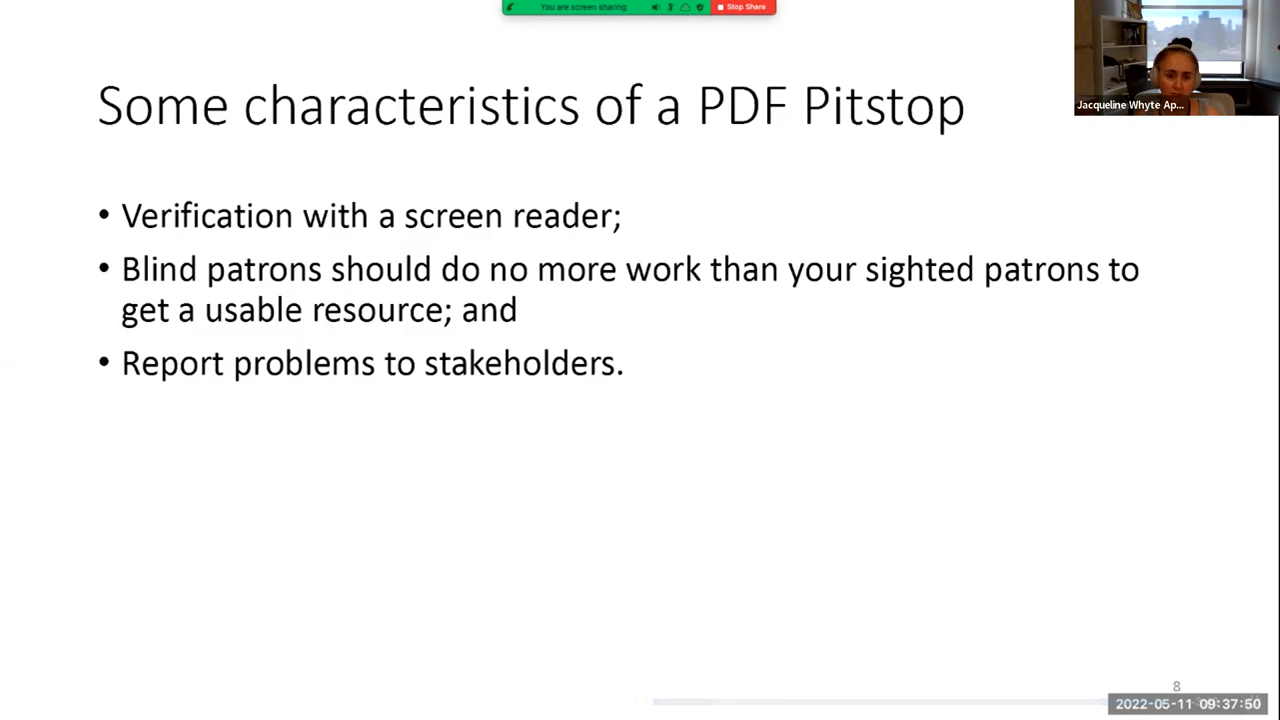 You are screen sharing
Stop Share
Jacqueline Whyte Ap...
Some characteristics of a PDF Pitstop
• Verification with a screen reader;
• Blind patrons should do no more work than your sighted patrons to
get a usable resource; and
• Report problems to stakeholders.
8
2022-05-11 09:37:50